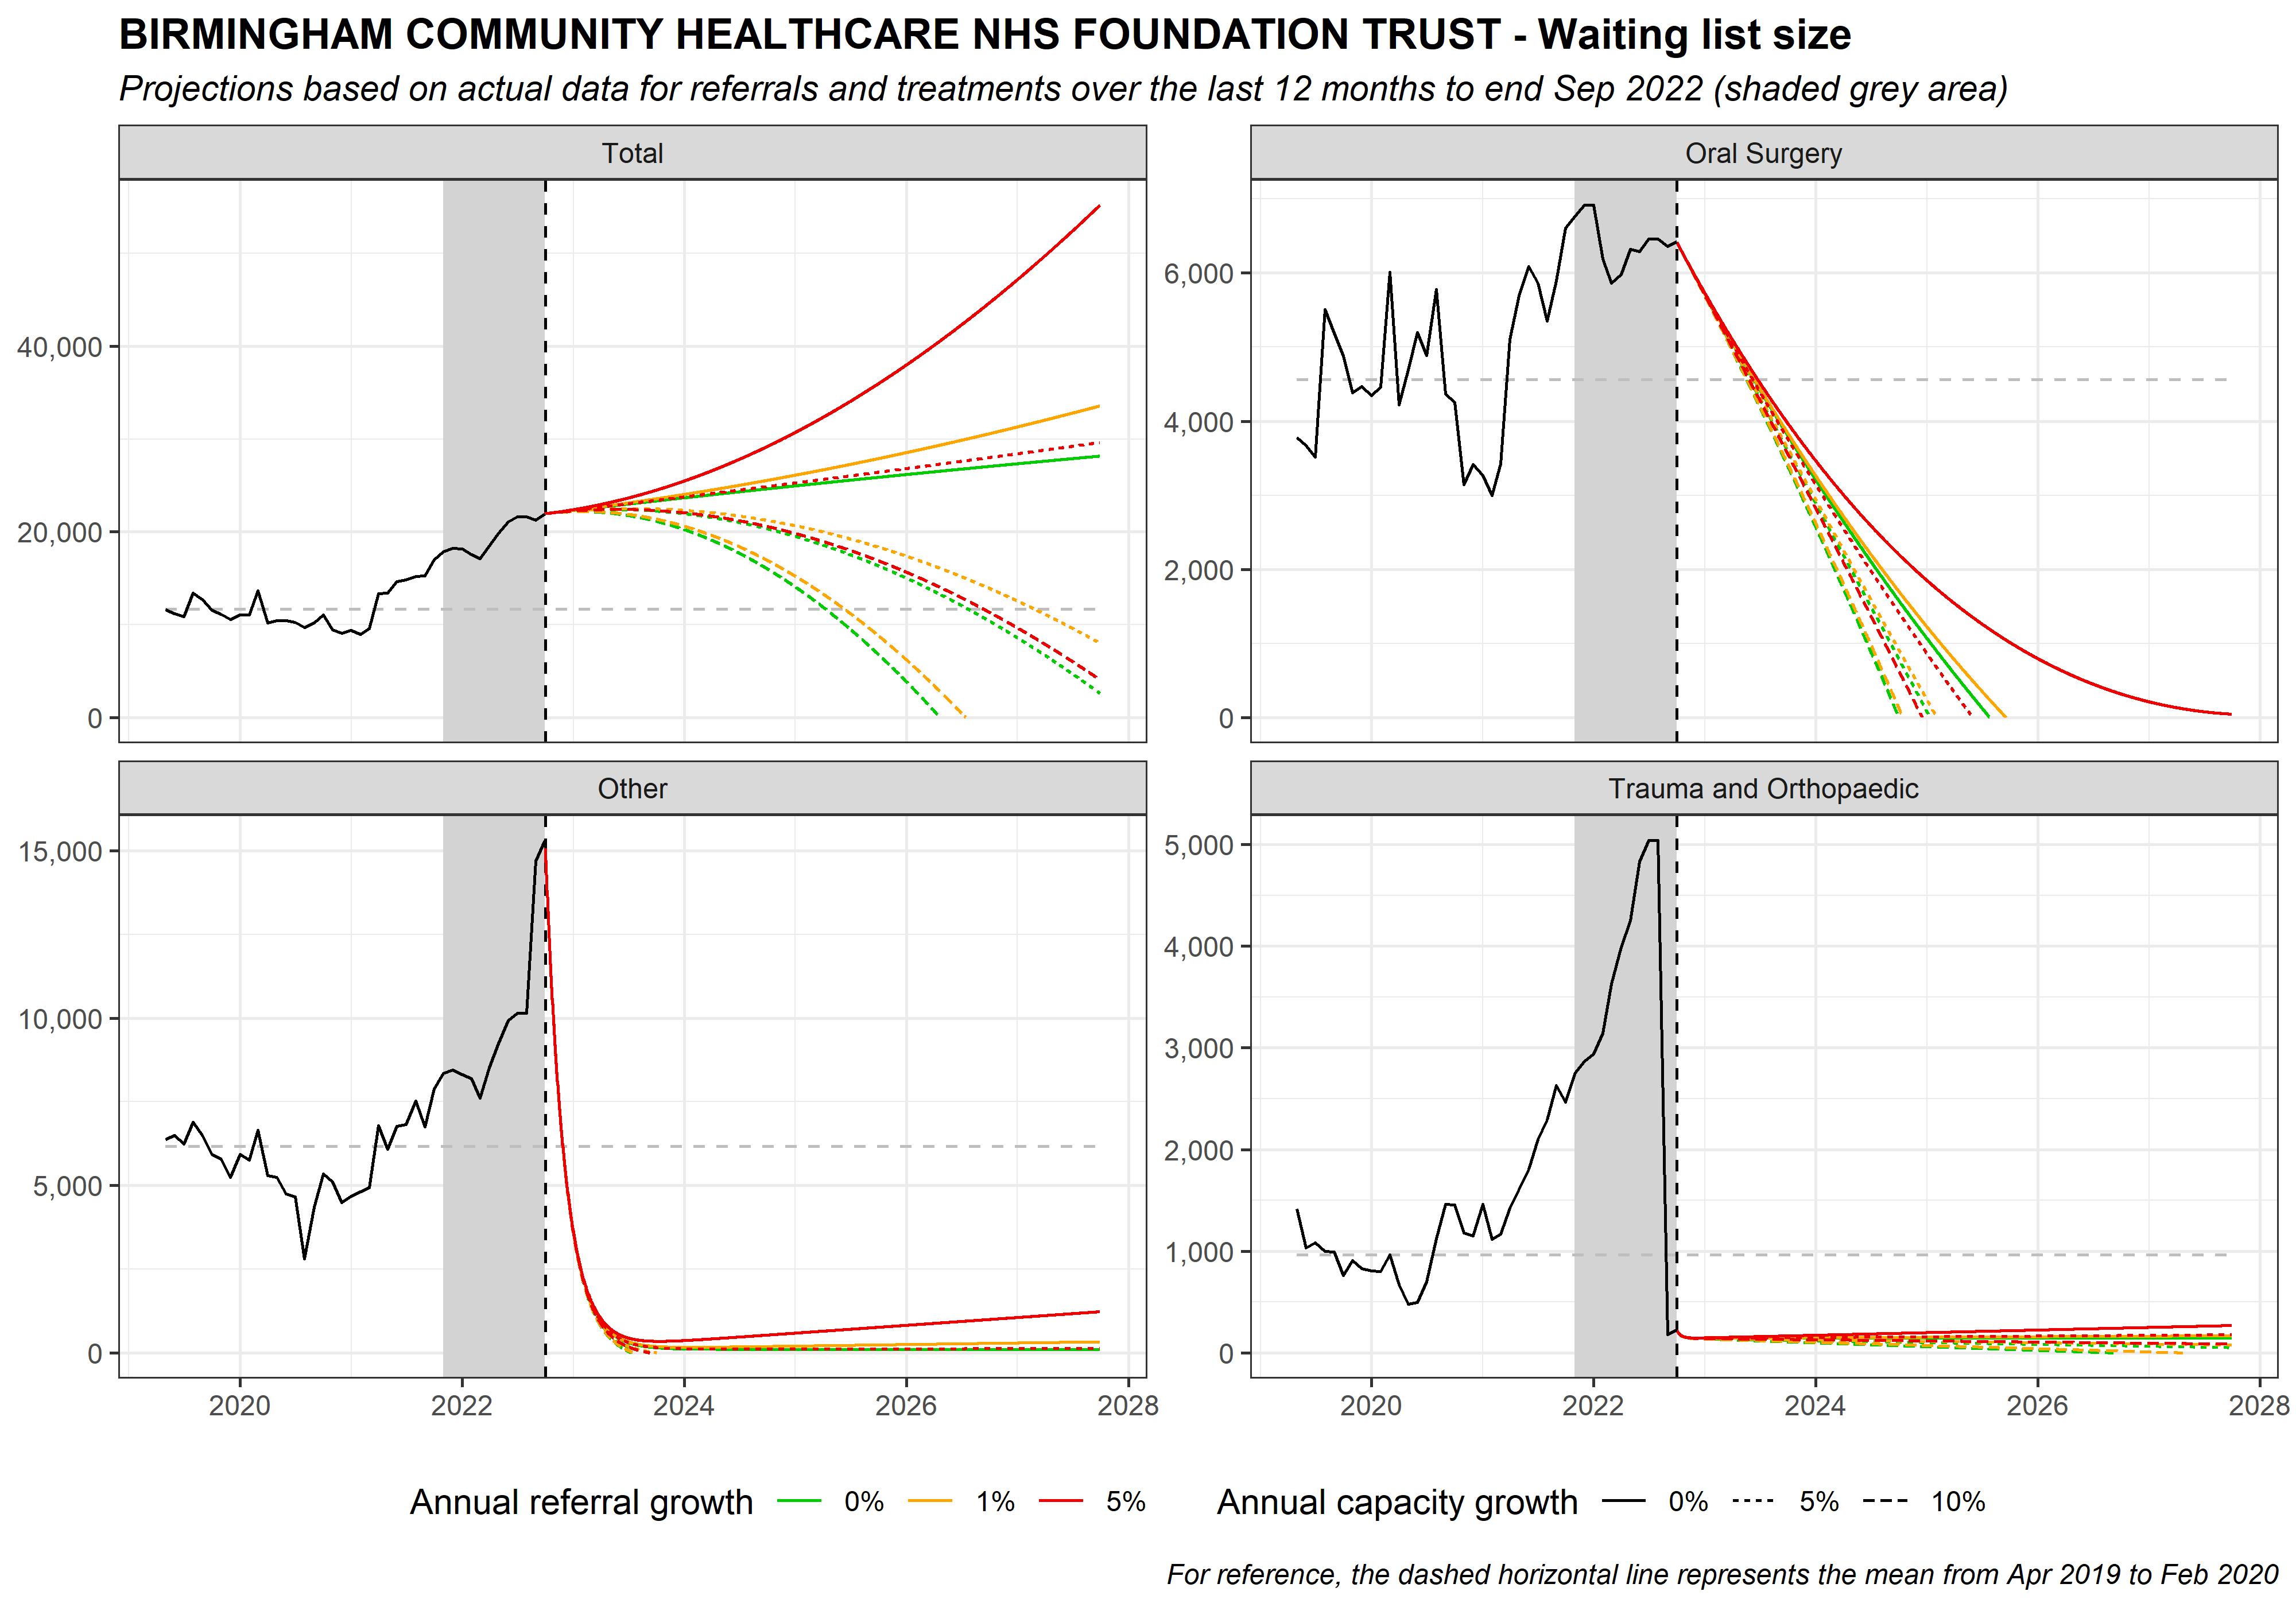 BIRMINGHAM COMMUNITY HEALTHCARE NHS FOUNDATION TRUST - Waiting list size
Projections based on actual data for referrals and treatments over the last 12 months to end Sep 2022 (shaded grey area)
Total
Oral Surgery
40,000
20,000
0
6,000
4,000
2,000
0
Other
Trauma and Orthopaedic
15,000
10,000
5,000
0
5,000
4,000
3,000
2,000
1,000
0
2020 2022 2024 2026 2028
2020 2022 2024 2026 2028
Annual referral growth 0% 1% 5%
Annual capacity growth 0% 5% 10%
For reference, the dashed horizontal line represents the mean from Apr 2019 to Feb 2020